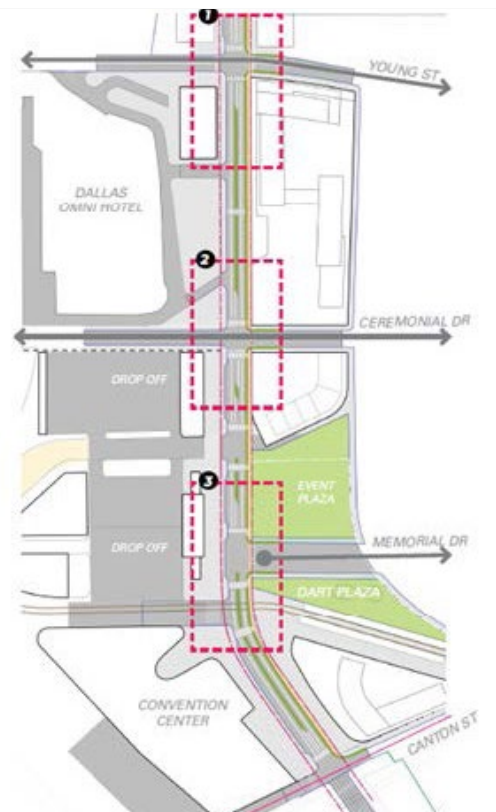 1
YOUNG ST
DALLAS
OMNI HOTEL
2
CEREMONIAL DR
DROP OFF
3
EVENT
PLAZA
MEMORIAL DR
DROP OFF
DART PLAZA
CONVENTION
CENTER
CANTON ST